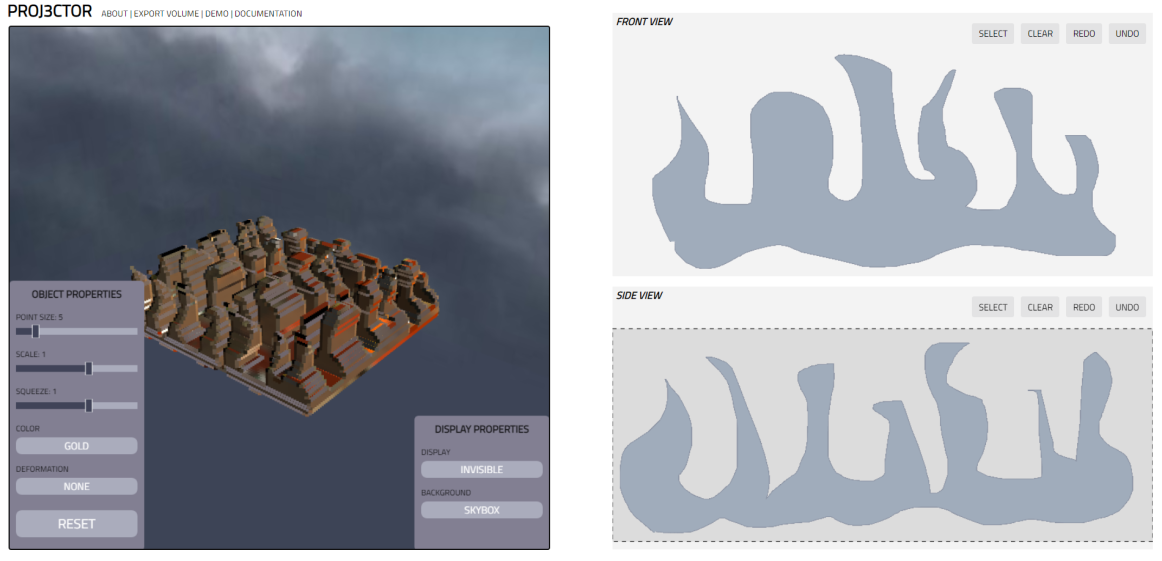 PROJ3CTOR ABOUT | EXPORT VOLUME | DEMO | DOCUMENTATION
OBJECT PROPERTIES
POINT SIZE: 5
SCALE: 1
SQUEEZE: 1
COLOR
GOLD
DEFORMATION
NONE
RESET
DISPLAY PROPERTIES
DISPLAY
INVISIBLE
BACKGROUND
SKYBOX
FRONT VIEW
SELECT CLEAR REDO UNDO
SIDE VIEW
SELECT CLEAR REDO UNDO